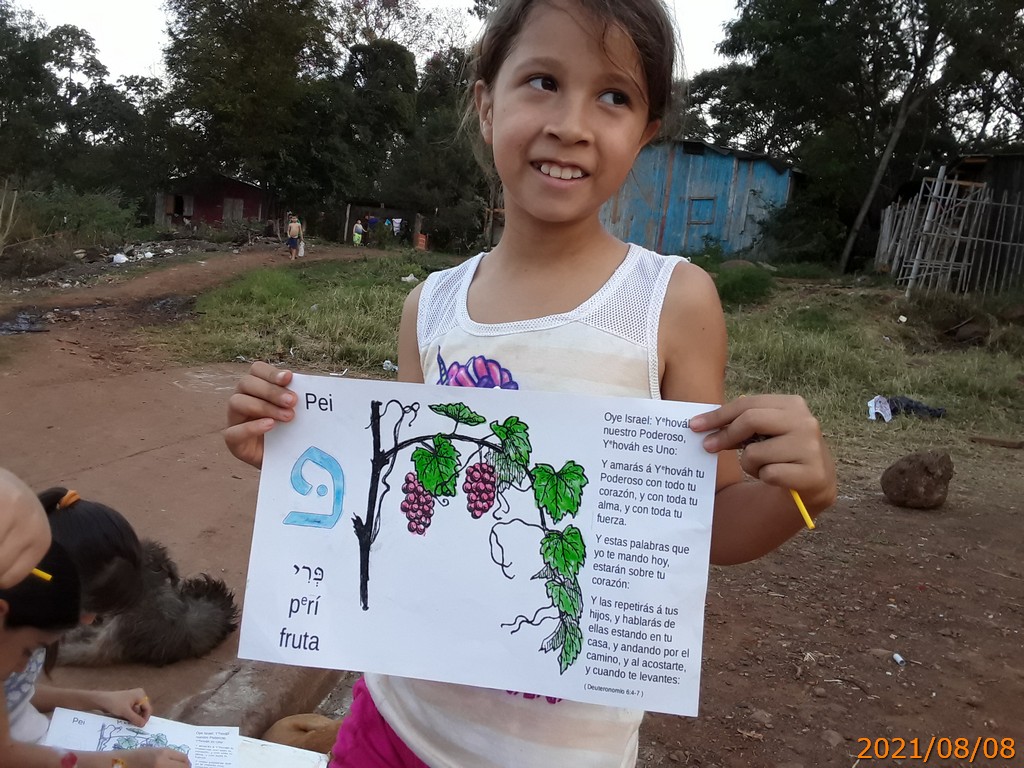 Pei
פ
פְּרִי
pᵉrí
fruta
Oye Israel: Yᵉhováh
nuestro Poderoso,
Yᵉhováh es Uno:
Y amarás á Yᵉhováh tu
Poderoso con todo tu
corazón, y con toda tu
alma, y con toda tu
fuerza.
Y estas palabras que
yo te mando hoy,
estarán sobre tu
corazón:
Y las repetirás á tus
hijos, y hablarás de
ellas estando en tu
casa, y andando por el
camino, y al acostarte,
y cuando te levantes:
( Deuteronomio 6:4-7 )
Pei
2021/08/08